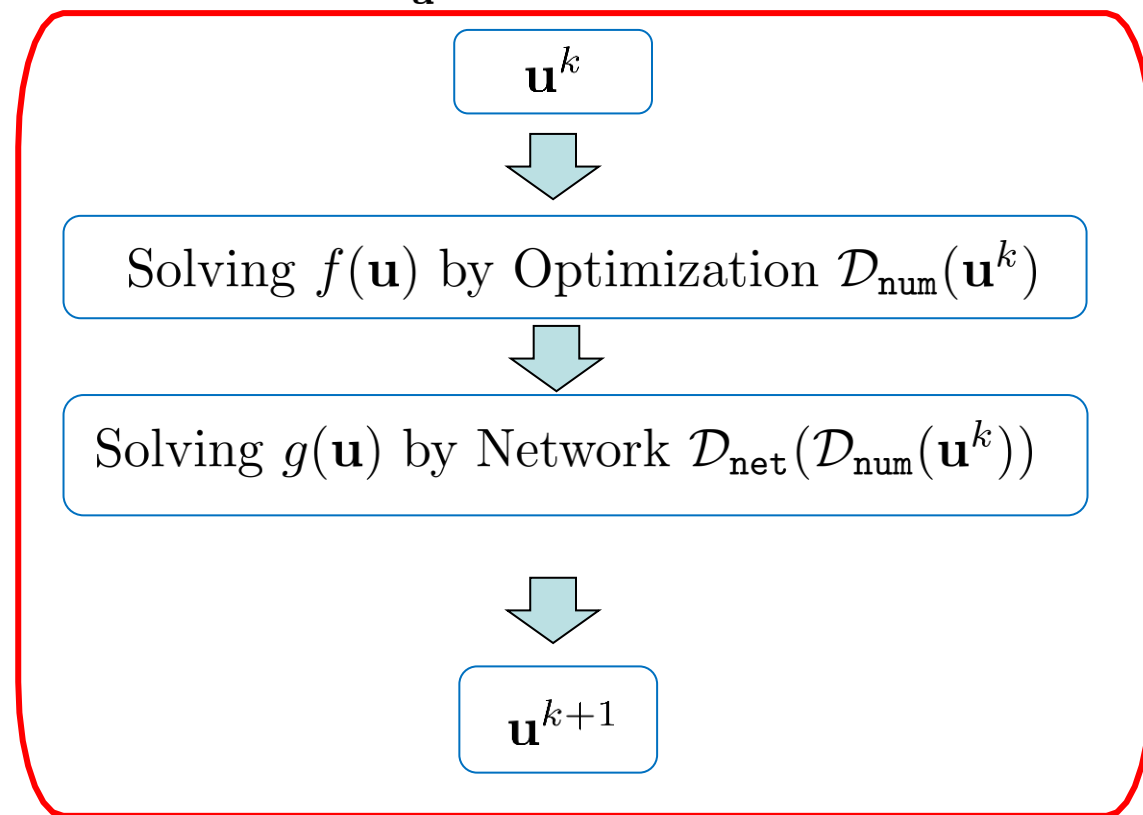 u
u^k
Solving f(u) by Optimization 𝒟_num(u^k)
Solving g(u) by Network 𝒟_net(𝒟_num(u^k))
u^{k+1}